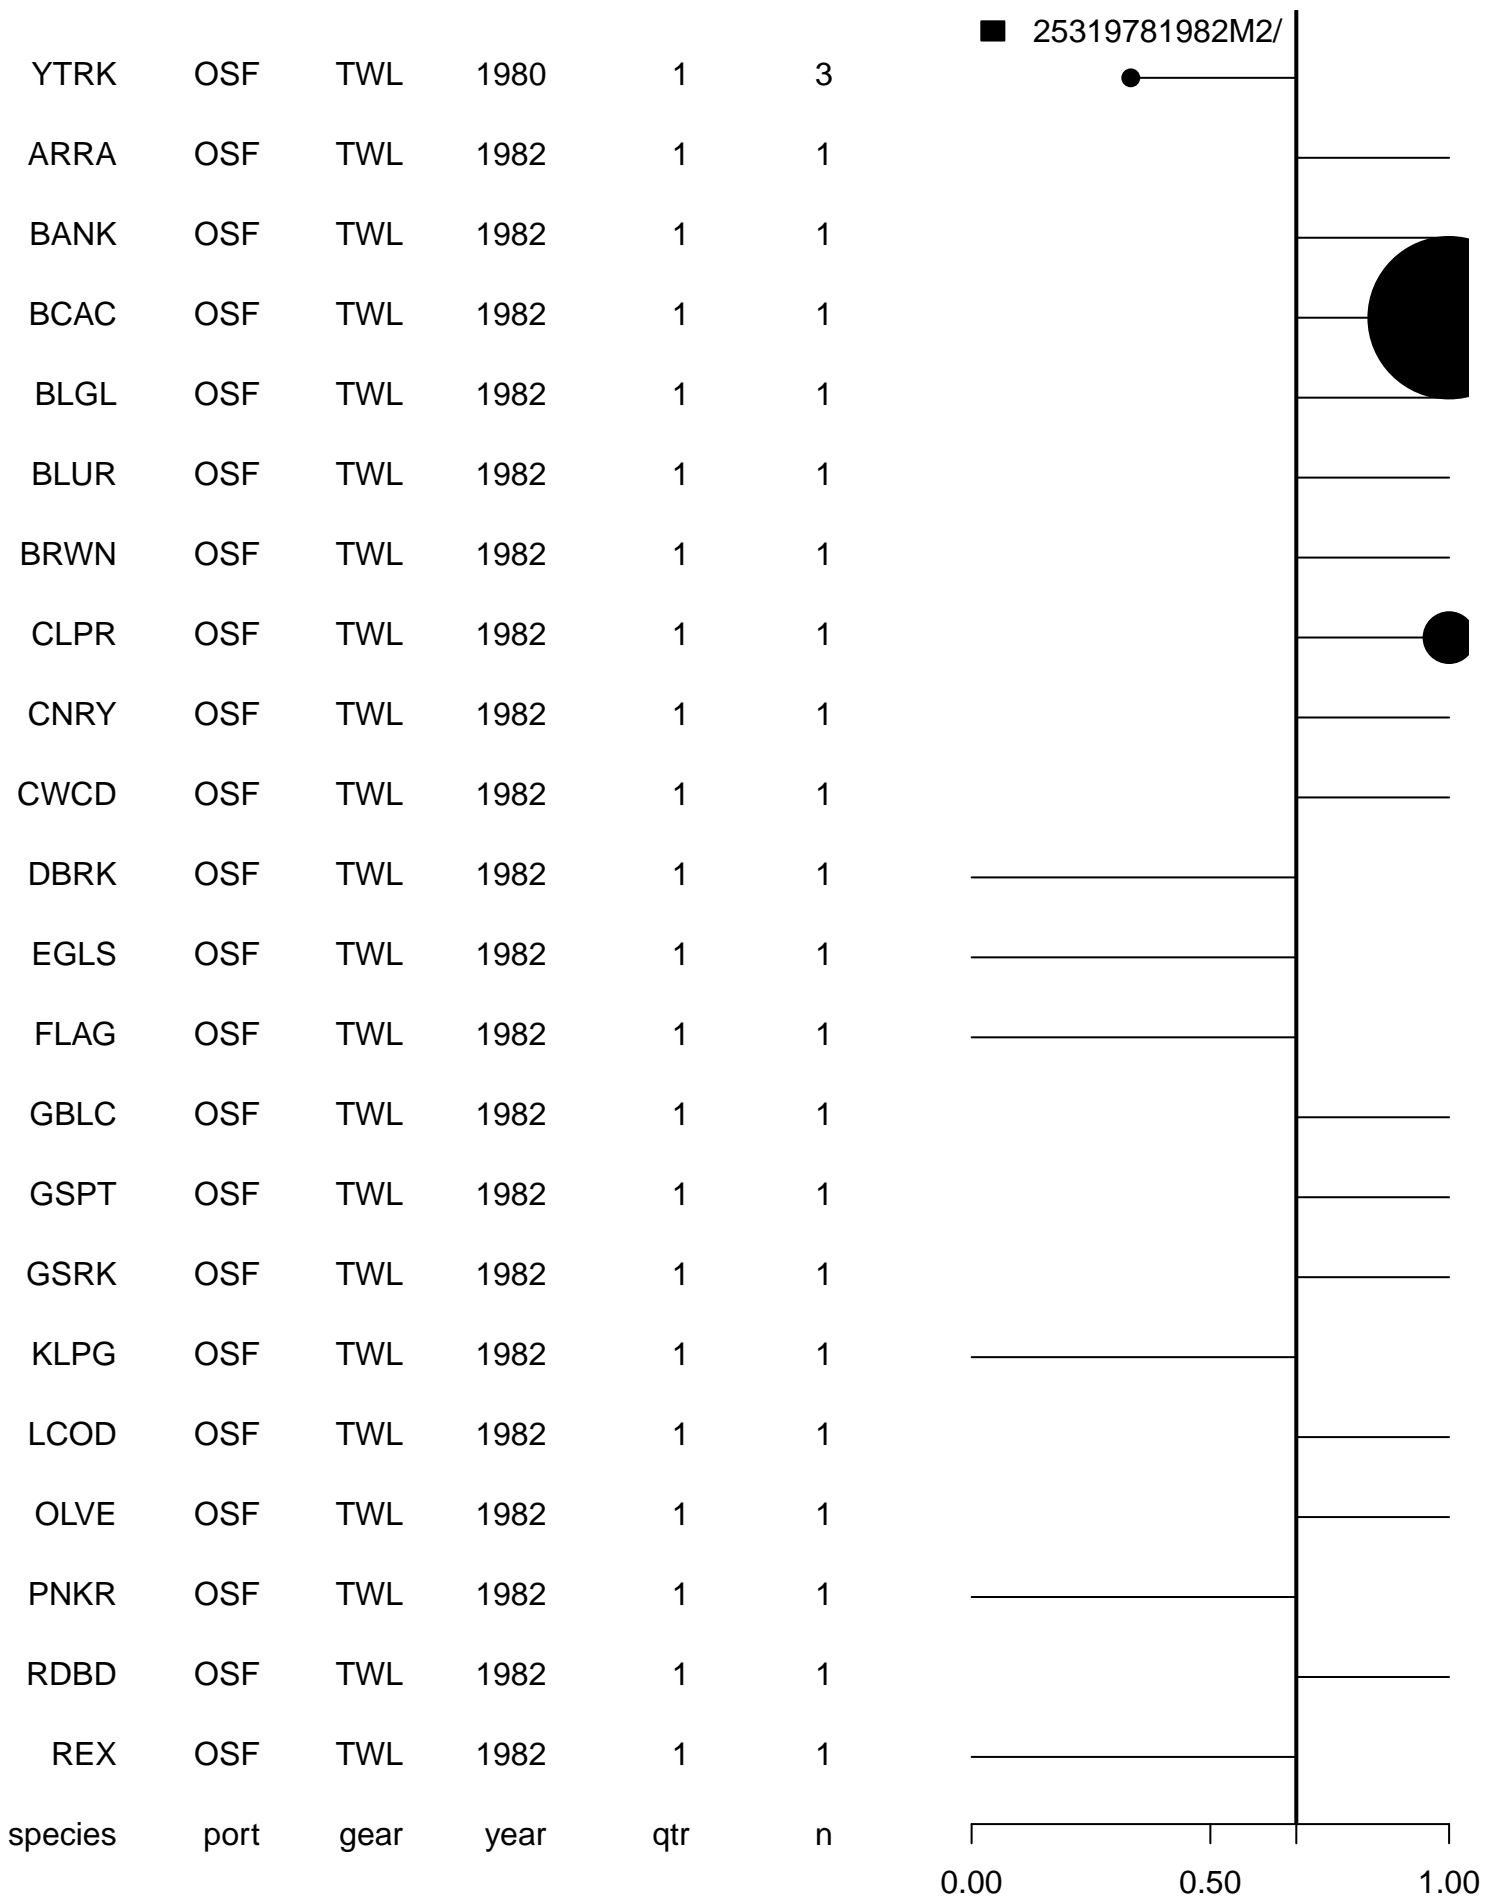 25319781982M2/
YTRK OSF TWL 1980 1 3
ARRA OSF TWL 1982 1 1
BANK OSF TWL 1982 1 1
BCAC OSF TWL 1982 1 1
BLGL OSF TWL 1982 1 1
BLUR OSF TWL 1982 1 1
BRWN OSF TWL 1982 1 1
CLPR OSF TWL 1982 1 1
CNRY OSF TWL 1982 1 1
CWCD OSF TWL 1982 1 1
DBRK OSF TWL 1982 1 1
EGLS OSF TWL 1982 1 1
FLAG OSF TWL 1982 1 1
GBLC OSF TWL 1982 1 1
GSPT OSF TWL 1982 1 1
GSRK OSF TWL 1982 1 1
KLPG OSF TWL 1982 1 1
LCOD OSF TWL 1982 1 1
OLVE OSF TWL 1982 1 1
PNKR OSF TWL 1982 1 1
RDBD OSF TWL 1982 1 1
REX OSF TWL 1982 1 1
species port gear year qtr n
0.00 0.50 1.00